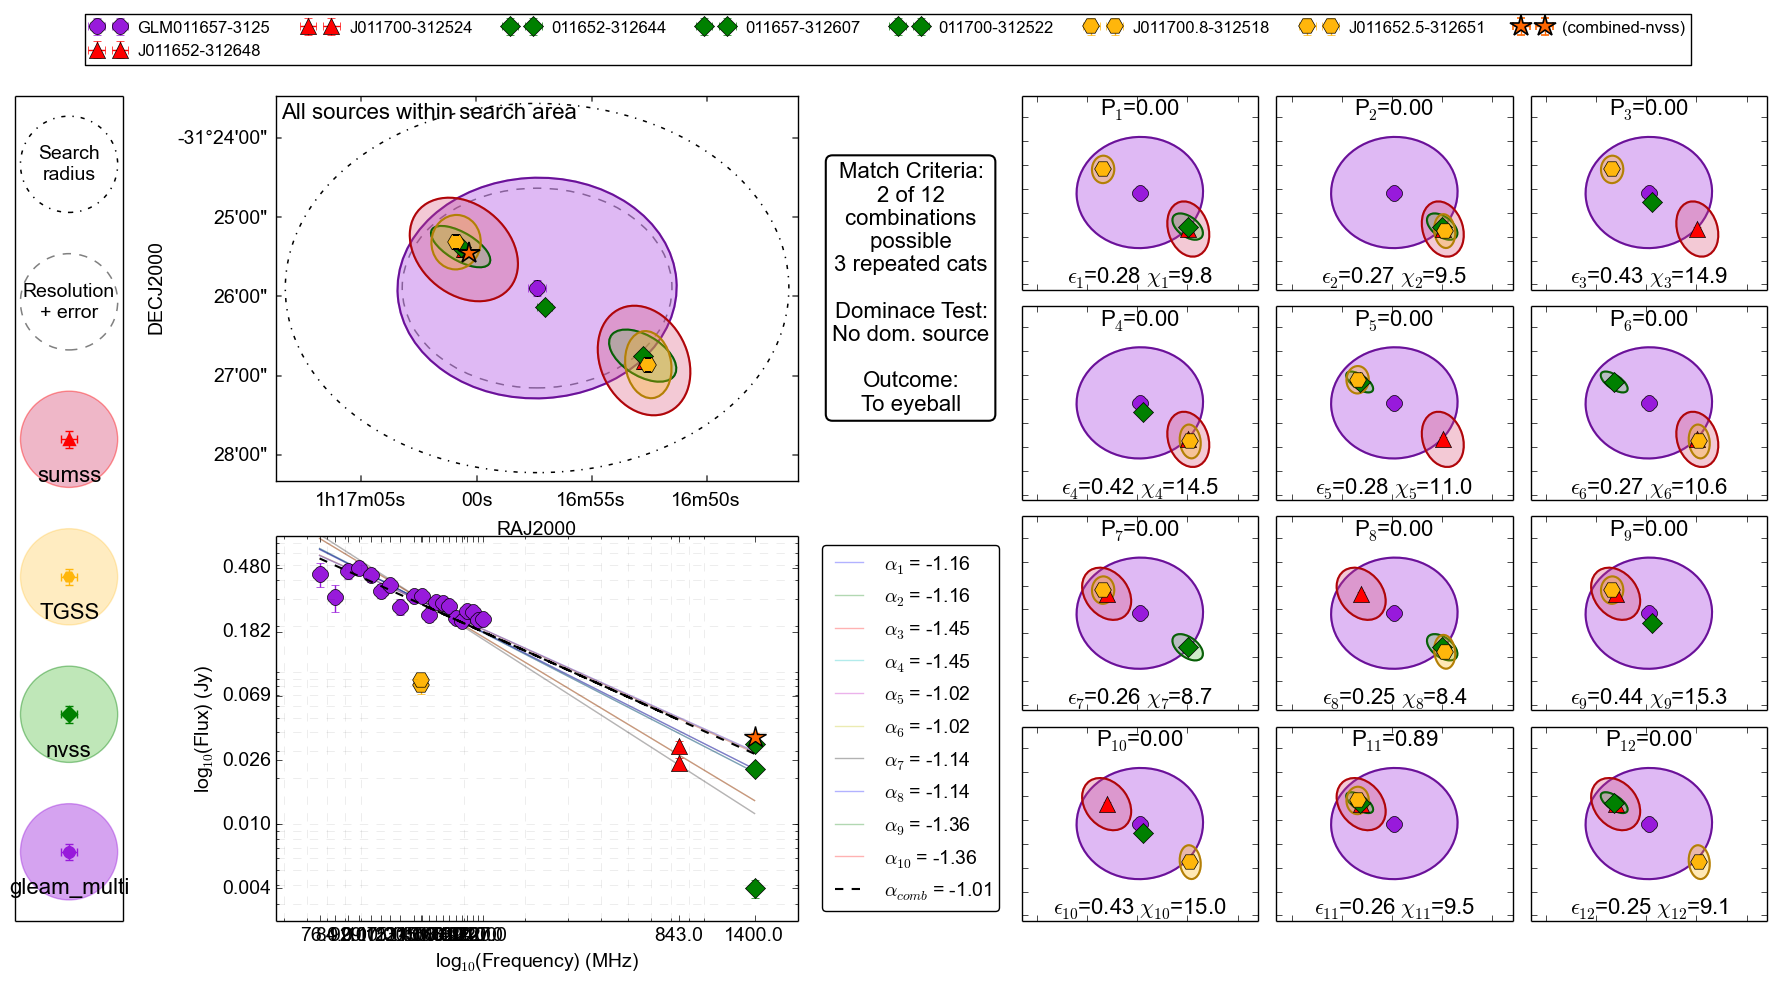 GLM011657-3125 J011700-312524 011652-312644 011657-312607 011700-312522 J011700.8-312518 J011652.5-312651 (combined-nvss)
J011652-312648
Search
radius
Resolution
+ error
sumss
TGSS
nvss
gleam_multi
All sources within search area
DECJ2000
-31°24'00"
25'00"
26'00"
27'00"
28'00"
1h17m05s 00s 16m55s 16m50s
RAJ2000
Match Criteria:
2 of 12
combinations
possible
3 repeated cats
Dominace Test:
No dom. source
Outcome:
To eyeball
log10(Flux) (Jy)
0.480
0.182
0.069
0.026
0.010
0.004
843.0 1400.0
log10(Frequency) (MHz)
α1 = -1.16
α2 = -1.16
α3 = -1.45
α4 = -1.45
α5 = -1.02
α6 = -1.02
α7 = -1.14
α8 = -1.14
α9 = -1.36
α10 = -1.36
αcomb = -1.01
P1=0.00
ϵ1=0.28 χ1=9.8
P2=0.00
ϵ2=0.27 χ2=9.5
P3=0.00
ϵ3=0.43 χ3=14.9
P4=0.00
ϵ4=0.42 χ4=14.5
P5=0.00
ϵ5=0.28 χ5=11.0
P6=0.00
ϵ6=0.27 χ6=10.6
P7=0.00
ϵ7=0.26 χ7=8.7
P8=0.00
ϵ8=0.25 χ8=8.4
P9=0.00
ϵ9=0.44 χ9=15.3
P10=0.00
ϵ10=0.43 χ10=15.0
P11=0.89
ϵ11=0.26 χ11=9.5
P12=0.00
ϵ12=0.25 χ12=9.1